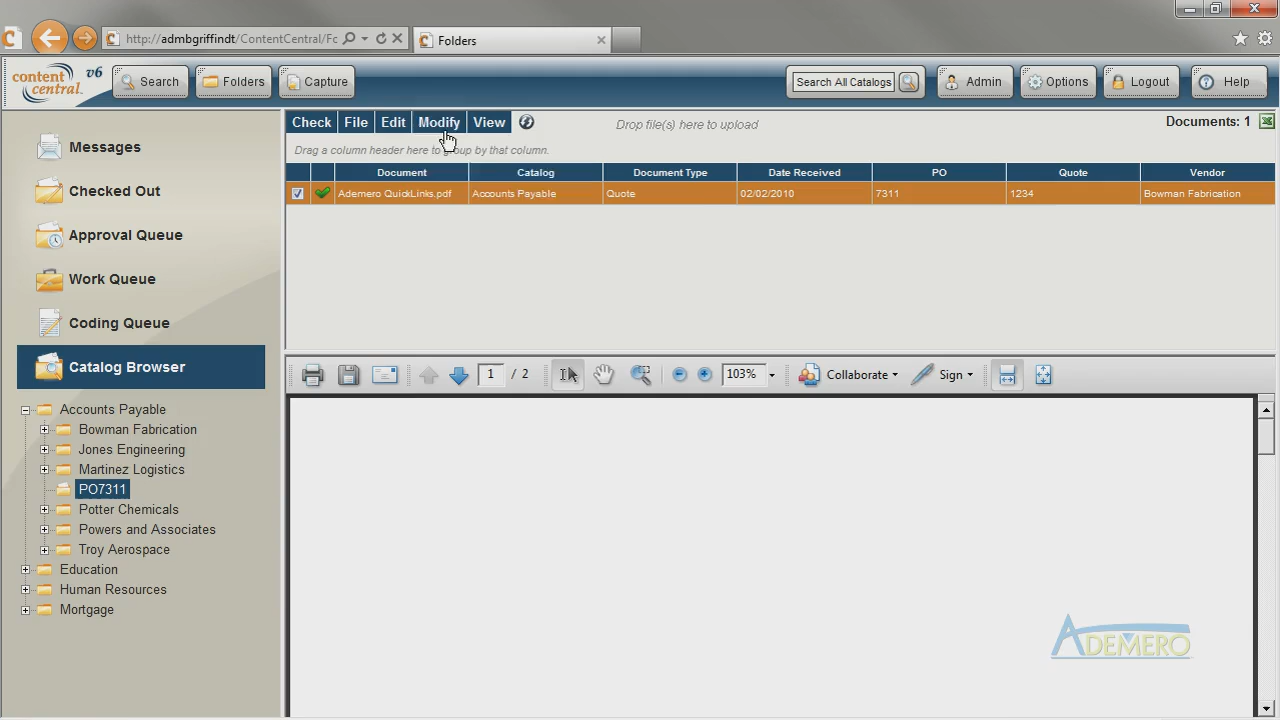 http://admbgriffindt/ContentCentral/Fc
Folders
content central v6
Search
Folders
Capture
Search All Catalogs
Admin
Options
Logout
Help
Messages
Checked Out
Approval Queue
Work Queue
Coding Queue
Catalog Browser
Accounts Payable
Bowman Fabrication
Jones Engineering
Martinez Logistics
PO7311
Potter Chemicals
Powers and Associates
Troy Aerospace
Education
Human Resources
Mortgage
Check File Edit Modify View
Drop file(s) here to upload
Documents: 1
Drag a column header here to group by that column.
Document Catalog Document Type Date Received PO Quote Vendor
Ademero QuickLinks.pdf Accounts Payable Quote 02/02/2010 7311 1234 Bowman Fabrication
1 / 2
103%
Collaborate
Sign
ADEMERO